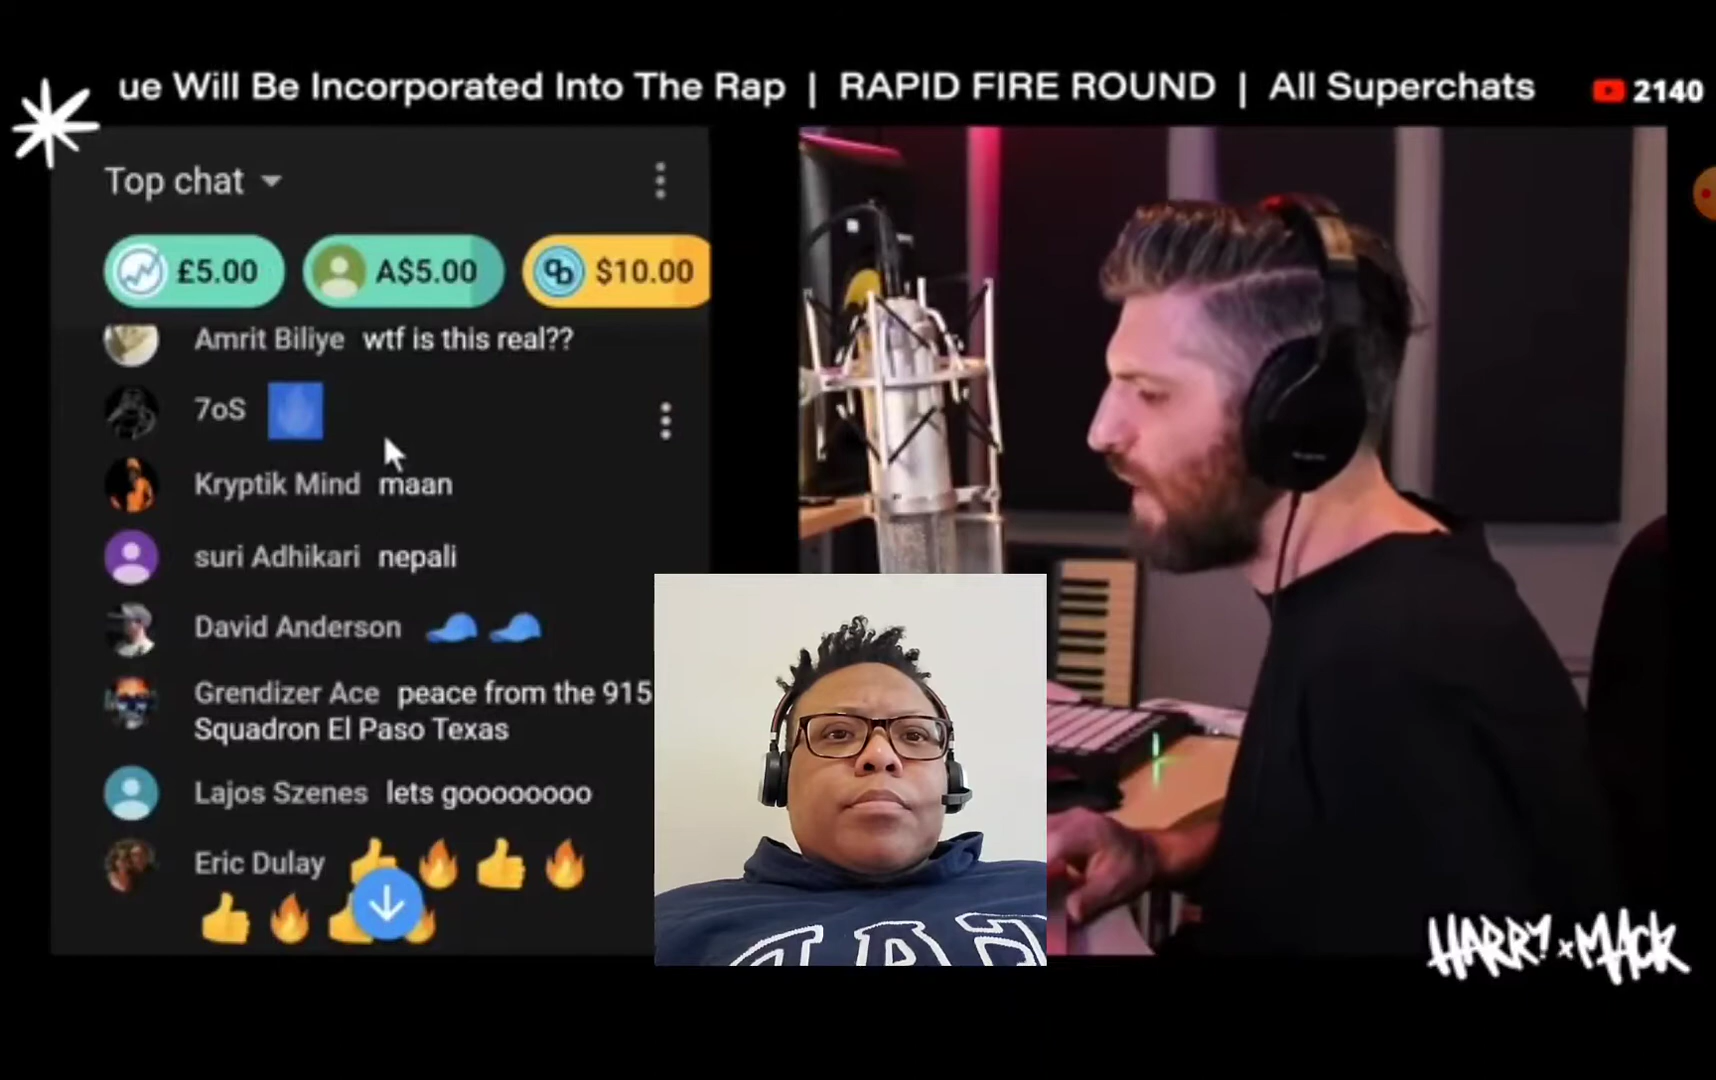 ue Will Be Incorporated Into The Rap | RAPID FIRE ROUND | All Superchats
2140
Top chat
£5.00 A$5.00 $10.00
Amrit Biliye wtf is this real??
7oS
Kryptik Mind maan
suri Adhikari nepali
David Anderson
Grendizer Ace peace from the 915
Squadron El Paso Texas
Lajos Szenes lets goooooooo
Eric Dulay
GAP
HARRY x MACK